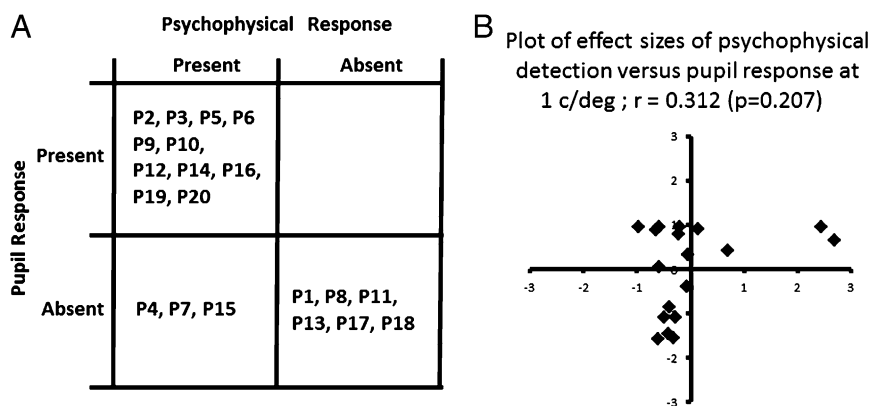 A
Psychophysical Response
Present Absent
Pupil Response
Present
P2, P3, P5, P6
P9, P10,
P12, P14, P16,
P19, P20
Absent
P4, P7, P15
P1, P8, P11,
P13, P17, P18
B
Plot of effect sizes of psychophysical
detection versus pupil response at
1 c/deg ; r = 0.312 (p=0.207)
3
2
1
0
-3 -2 -1 0 1 2 3
-2
-3